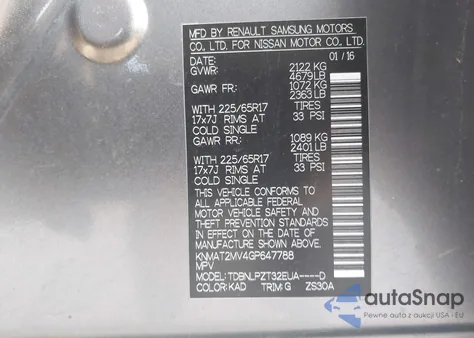 MFD BY RENAULT SAMSUNG MOTORS
CO., LTD. FOR NISSAN MOTOR CO., LTD.
DATE: 01 / 16
GVWR: 2122 KG
4679LB
GAWR FR: 1072 KG
2363LB
WITH 225/65R17 TIRES
17x7J RIMS AT 33 PSI
COLD SINGLE
GAWR RR: 1089 KG
2401LB
WITH 225/65R17 TIRES
17x7J RIMS AT 33 PSI
COLD SINGLE
THIS VEHICLE CONFORMS TO
ALL APPLICABLE FEDERAL
MOTOR VEHICLE SAFETY AND
THEFT PREVENTION STANDARDS
IN EFFECT ON THE DATE OF
MANUFACTURE SHOWN ABOVE.
KNMAT2MV4GP647788
MPV
MODEL: TDBNLPZT32EUA----D
COLOR: KAD TRIM: G ZS30A
autoSnap
Pewne auta z aukcji USA - EU